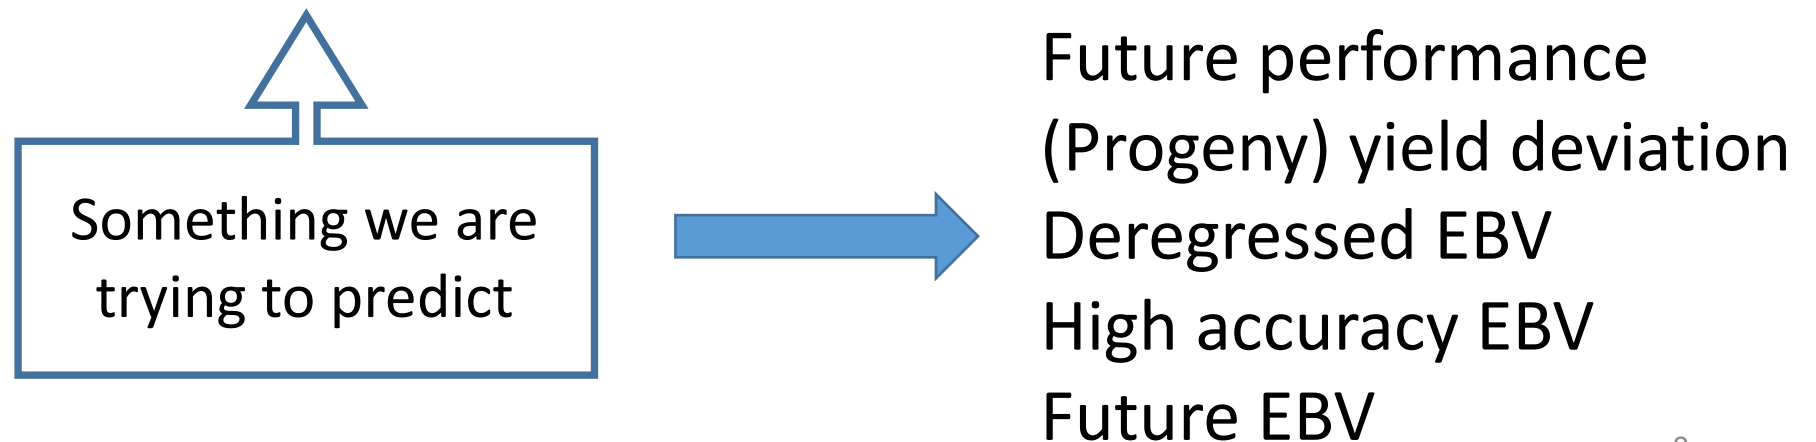 Something we are
trying to predict
Future performance
(Progeny) yield deviation
Deregressed EBV
High accuracy EBV
Future EBV